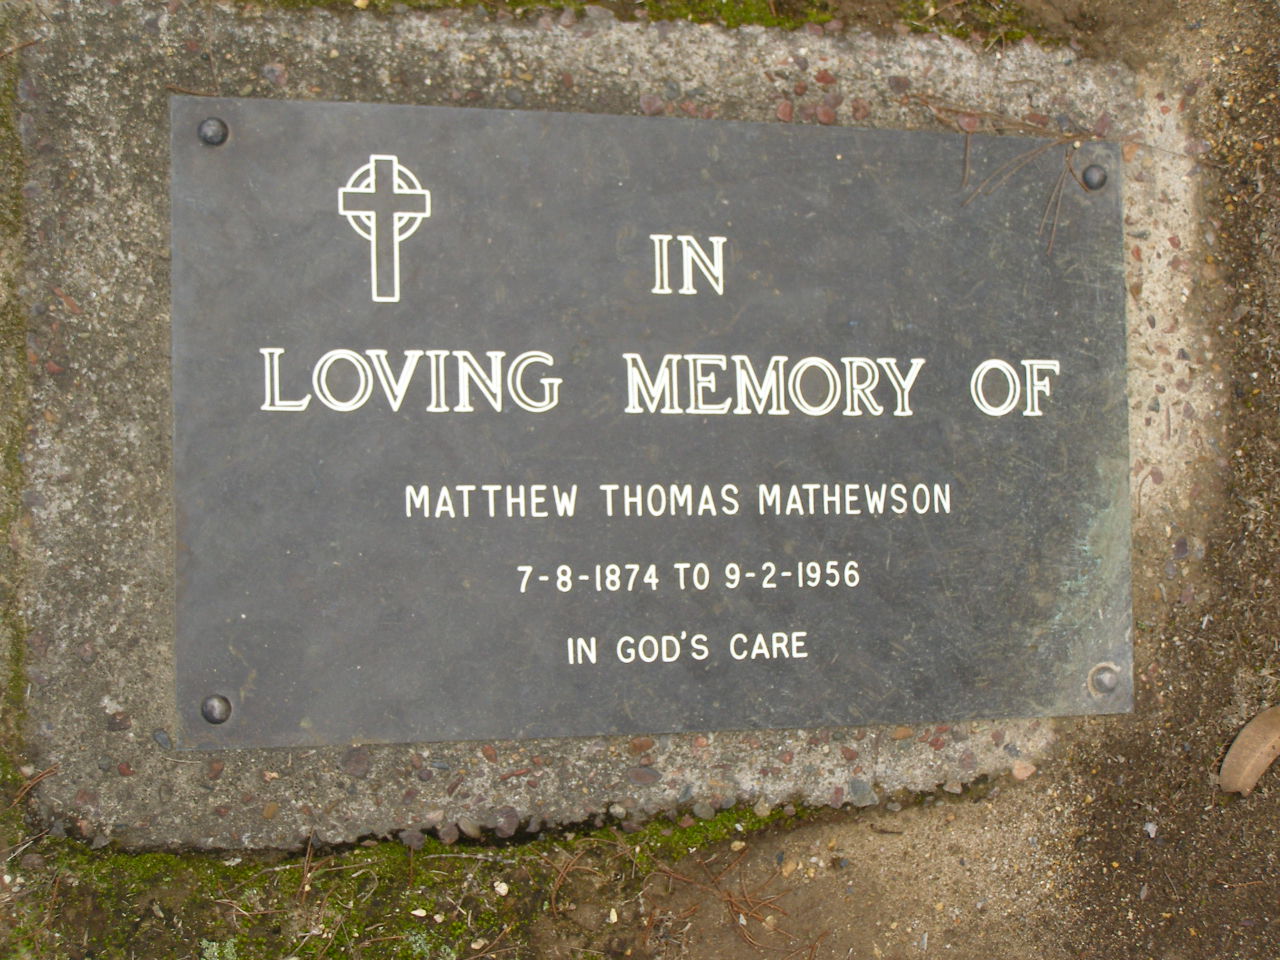 IN
LOVING MEMORY OF
MATTHEW THOMAS MATHEWSON
7-8-1874 TO 9-2-1956
IN GOD'S CARE